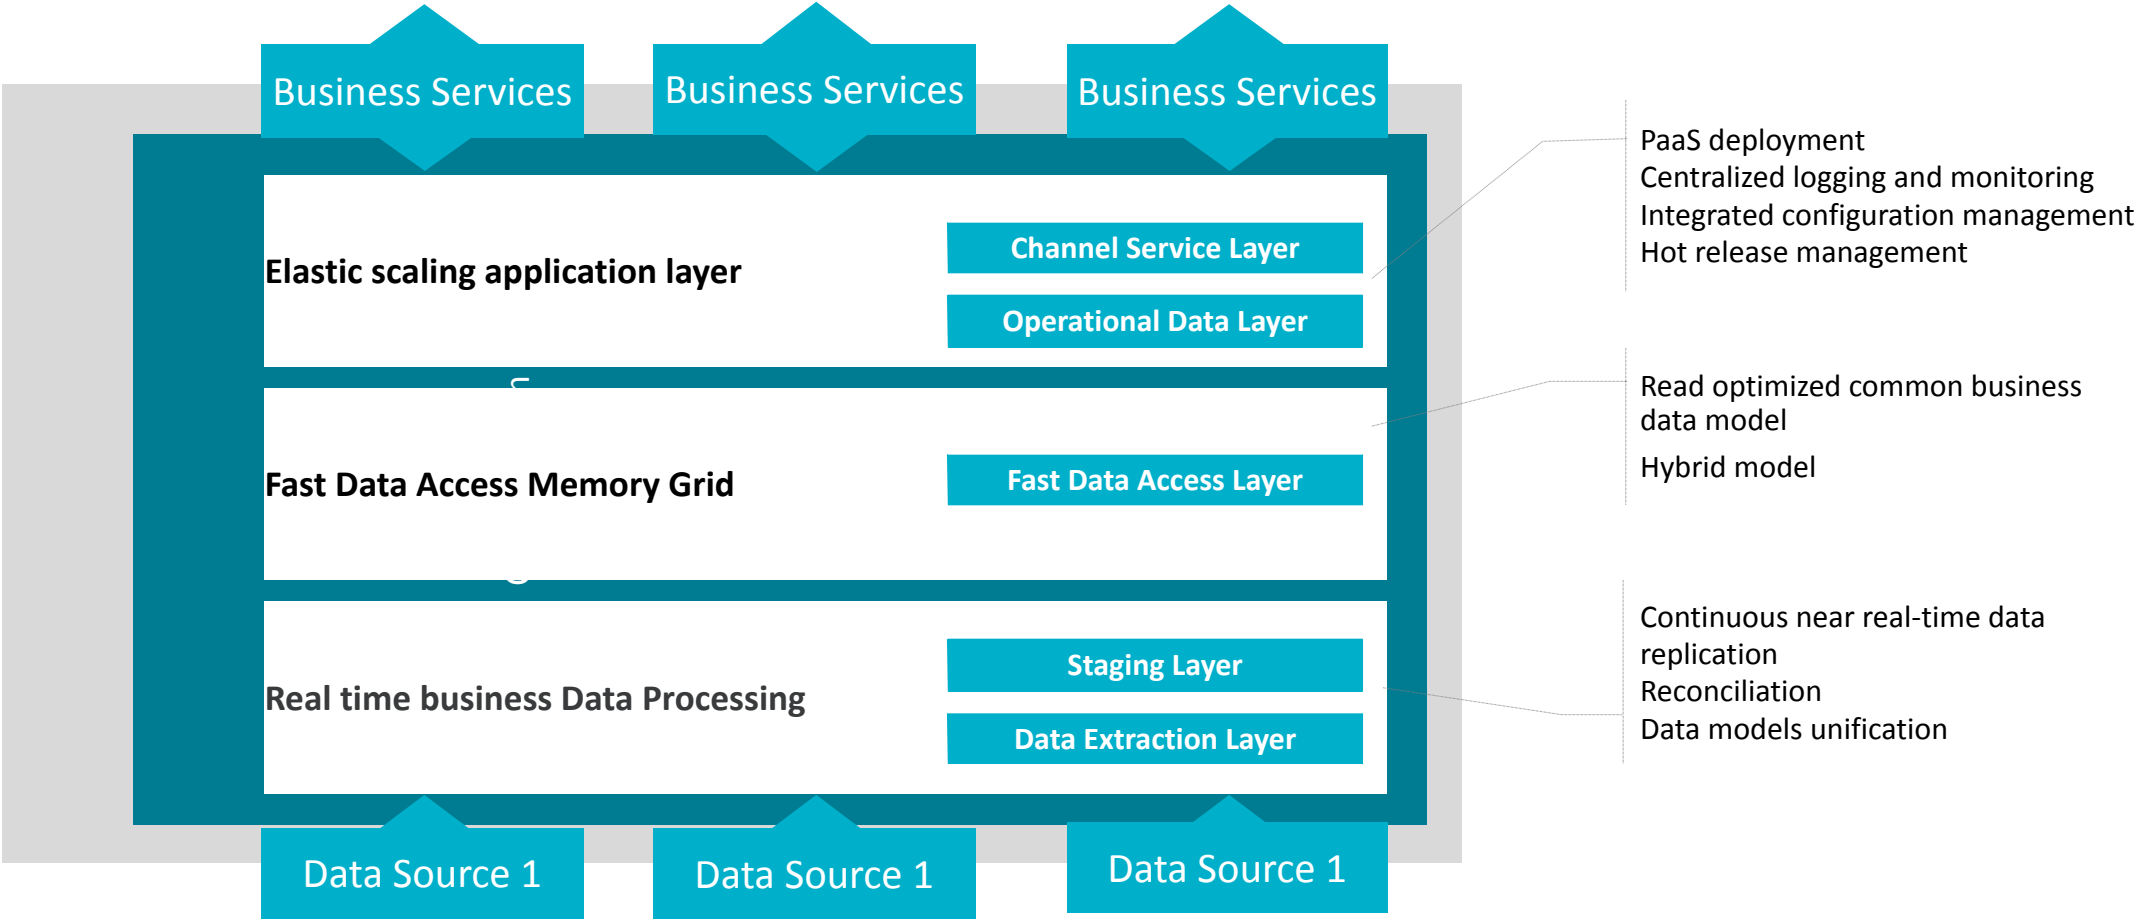 Business Services
Business Services
Business Services
Elastic scaling application layer
Channel Service Layer
Operational Data Layer
PaaS deployment
Centralized logging and monitoring
Integrated configuration management
Hot release management
Fast Data Access Memory Grid
Fast Data Access Layer
Read optimized common business
data model
Hybrid model
Real time business Data Processing
Staging Layer
Data Extraction Layer
Continuous near real-time data
replication
Reconciliation
Data models unification
Data Source 1
Data Source 1
Data Source 1